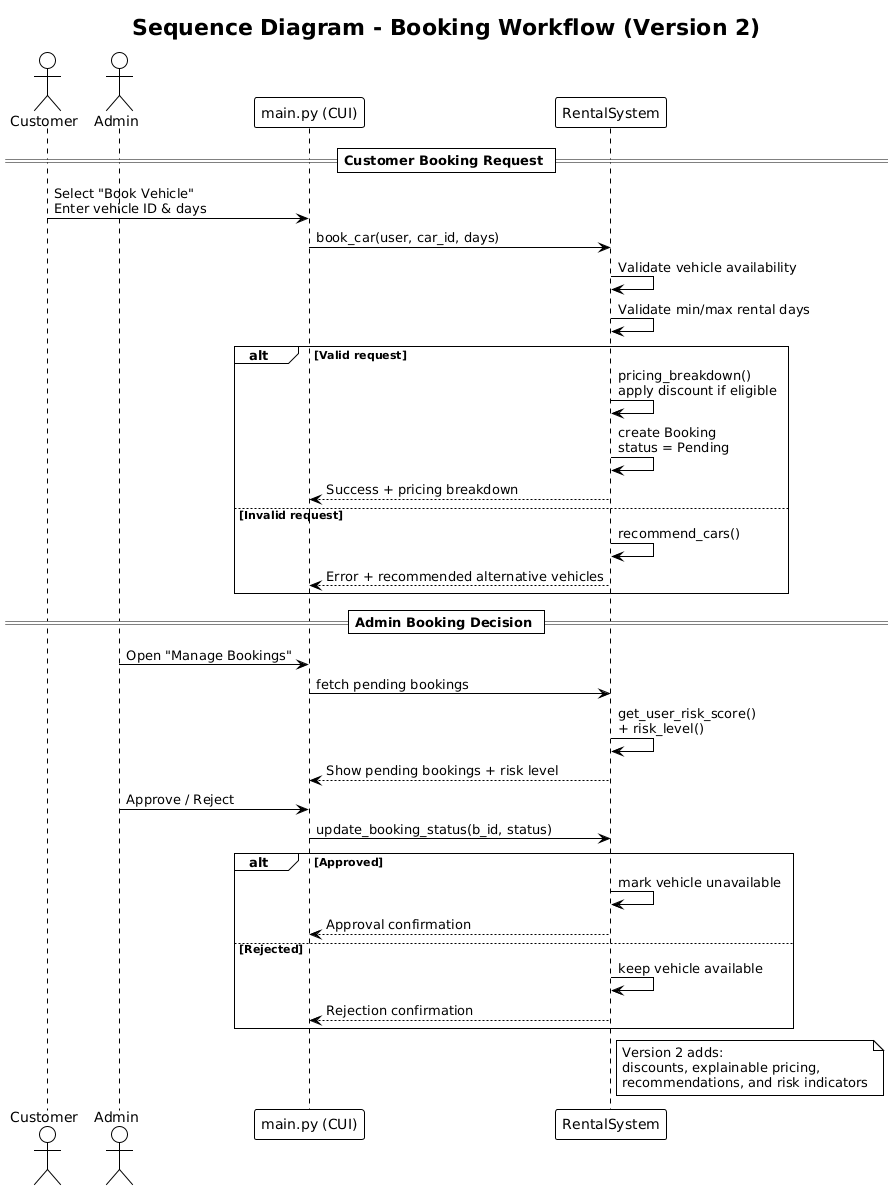 Sequence Diagram - Booking Workflow (Version 2)
Customer
Admin
main.py (CUI)
RentalSystem
Customer Booking Request
Select "Book Vehicle"
Enter vehicle ID & days
book_car(user, car_id, days)
Validate vehicle availability
Validate min/max rental days
alt
[Valid request]
pricing_breakdown()
apply discount if eligible
create Booking
status = Pending
Success + pricing breakdown
[Invalid request]
recommend_cars()
Error + recommended alternative vehicles
Admin Booking Decision
Open "Manage Bookings"
fetch pending bookings
get_user_risk_score()
+ risk_level()
Show pending bookings + risk level
Approve / Reject
update_booking_status(b_id, status)
alt
[Approved]
mark vehicle unavailable
Approval confirmation
[Rejected]
keep vehicle available
Rejection confirmation
Version 2 adds:
discounts, explainable pricing,
recommendations, and risk indicators
Customer
Admin
main.py (CUI)
RentalSystem